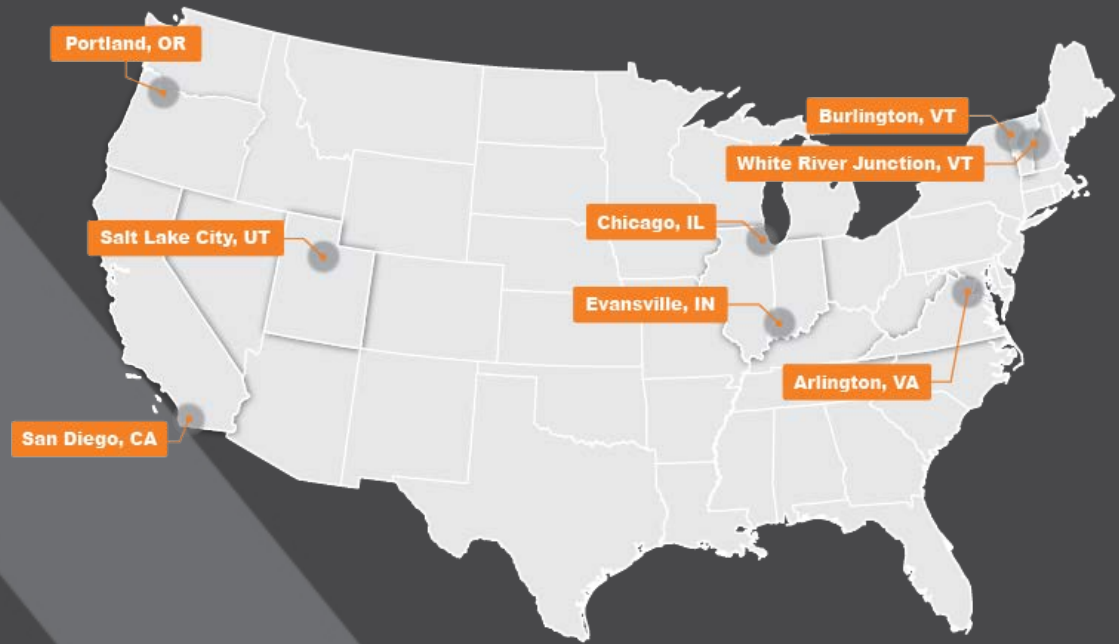 Portland, OR
Burlington, VT
White River Junction, VT
Chicago, IL
Salt Lake City, UT
Evansville, IN
Arlington, VA
San Diego, CA